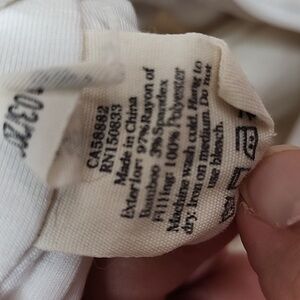 CA58882
RN150833
Made in China
Exterior: 97% Rayon of
Bamboo 3% Spandex
Filling: 100% Polyester
Machine wash cold. Hang to
dry. Iron on medium. Do not
use bleach.